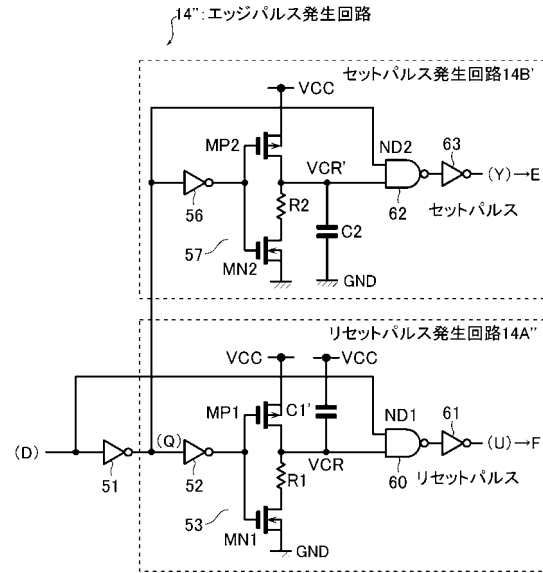 14”:エッジパルス発生回路
セットパルス発生回路14B’
VCC
MP2
VCR’
ND2
63
(Y)→E
56
R2
62
セットパルス
57
C2
MN2
GND
リセットパルス発生回路14A”
VCC
VCC
MP1
C1’
ND1
61
(D)
(Q)
(U)→F
51
52
VCR
R1
60
リセットパルス
53
MN1
GND